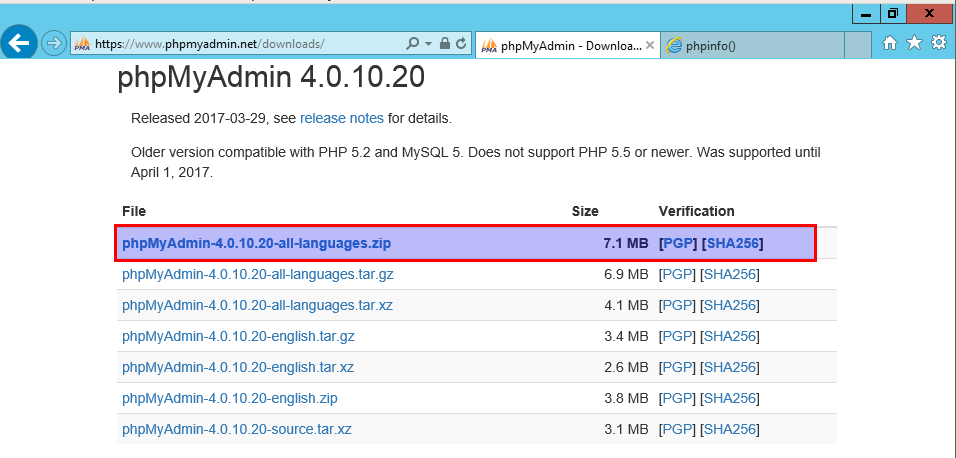 https://www.phpmyadmin.net/downloads/
phpMyAdmin - Downloa...
phpinfo()
phpMyAdmin 4.0.10.20
Released 2017-03-29, see release notes for details.
Older version compatible with PHP 5.2 and MySQL 5. Does not support PHP 5.5 or newer. Was supported until
April 1, 2017.
File Size Verification
phpMyAdmin-4.0.10.20-all-languages.zip 7.1 MB [PGP] [SHA256]
phpMyAdmin-4.0.10.20-all-languages.tar.gz 6.9 MB [PGP] [SHA256]
phpMyAdmin-4.0.10.20-all-languages.tar.xz 4.1 MB [PGP] [SHA256]
phpMyAdmin-4.0.10.20-english.tar.gz 3.4 MB [PGP] [SHA256]
phpMyAdmin-4.0.10.20-english.tar.xz 2.6 MB [PGP] [SHA256]
phpMyAdmin-4.0.10.20-english.zip 3.8 MB [PGP] [SHA256]
phpMyAdmin-4.0.10.20-source.tar.xz 3.1 MB [PGP] [SHA256]